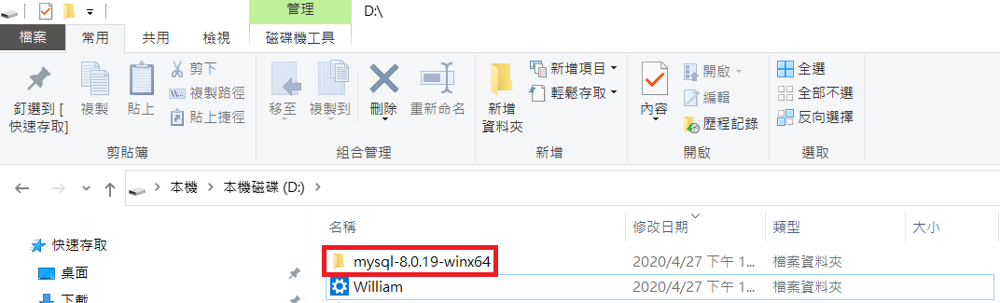 管理
D:\
檔案
常用
共用
檢視
磁碟機工具
釘選到 [
快速存取]
複製
貼上
剪下
複製路徑
貼上捷徑
剪貼簿
移至
複製到
刪除
重新命名
組合管理
新增
資料夾
新增項目
輕鬆存取
新增
內容
開啟
編輯
歷程記錄
開啟
全選
全部不選
反向選擇
選取
本機
本機磁碟 (D:)
快速存取
桌面
下載
名稱
修改日期
類型
大小
mysql-8.0.19-winx64
2020/4/27 下午 1...
檔案資料夾
William
2020/4/27 下午 1...
檔案資料夾